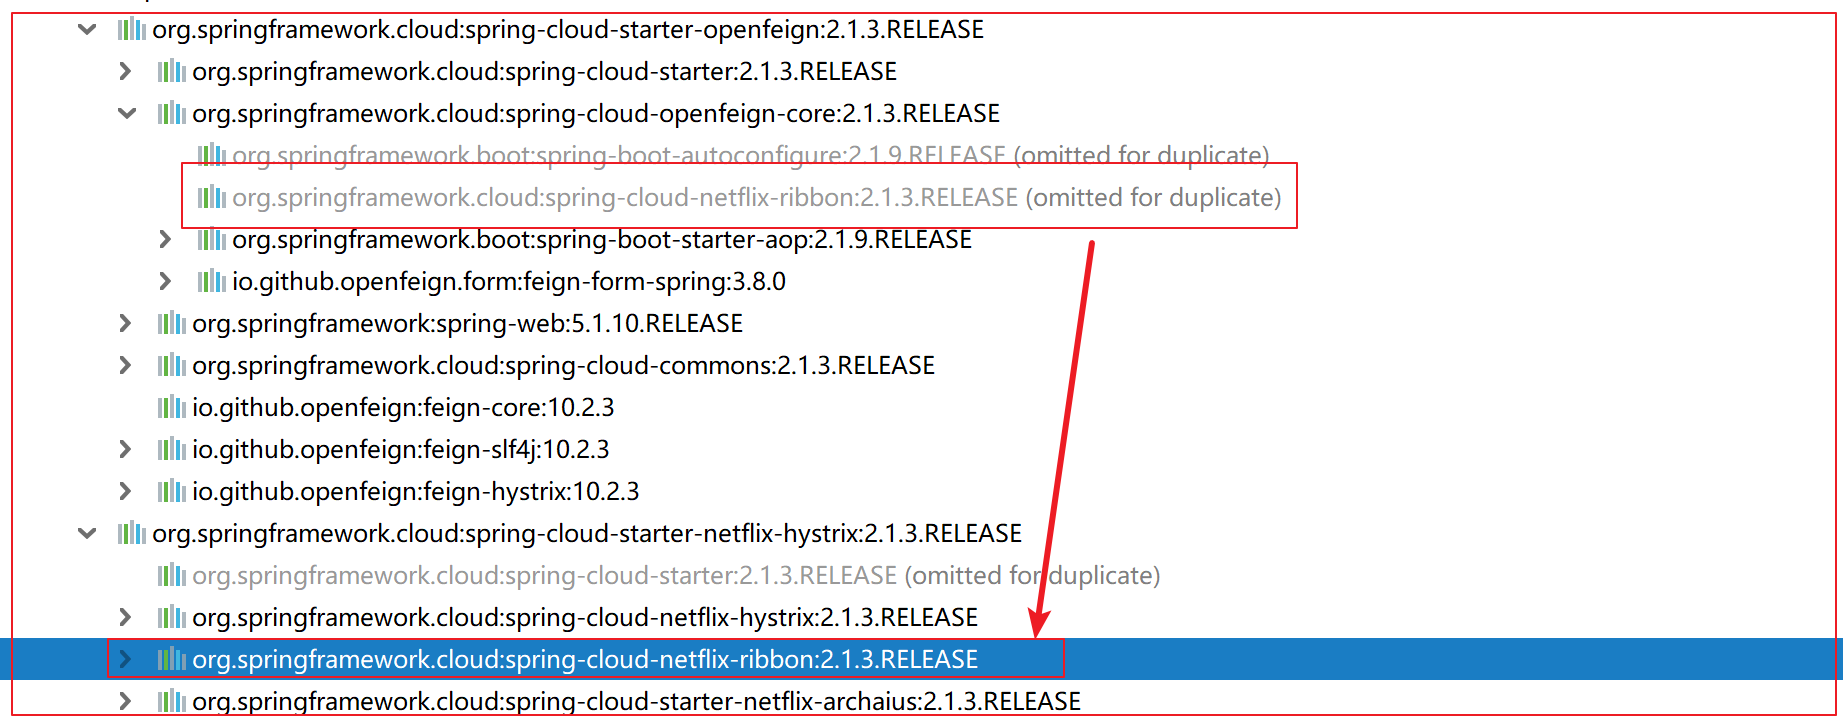 org.springframework.cloud:spring-cloud-starter-openfeign:2.1.3.RELEASE
org.springframework.cloud:spring-cloud-starter:2.1.3.RELEASE
org.springframework.cloud:spring-cloud-openfeign-core:2.1.3.RELEASE
org.springframework.boot:spring-boot-autoconfigure:2.1.9.RELEASE (omitted for duplicate)
org.springframework.cloud:spring-cloud-netflix-ribbon:2.1.3.RELEASE (omitted for duplicate)
org.springframework.boot:spring-boot-starter-aop:2.1.9.RELEASE
io.github.openfeign.form:feign-form-spring:3.8.0
org.springframework:spring-web:5.1.10.RELEASE
org.springframework.cloud:spring-cloud-commons:2.1.3.RELEASE
io.github.openfeign:feign-core:10.2.3
io.github.openfeign:feign-slf4j:10.2.3
io.github.openfeign:feign-hystrix:10.2.3
org.springframework.cloud:spring-cloud-starter-netflix-hystrix:2.1.3.RELEASE
org.springframework.cloud:spring-cloud-starter:2.1.3.RELEASE (omitted for duplicate)
org.springframework.cloud:spring-cloud-netflix-hystrix:2.1.3.RELEASE
org.springframework.cloud:spring-cloud-netflix-ribbon:2.1.3.RELEASE
org.springframework.cloud:spring-cloud-starter-netflix-archaius:2.1.3.RELEASE